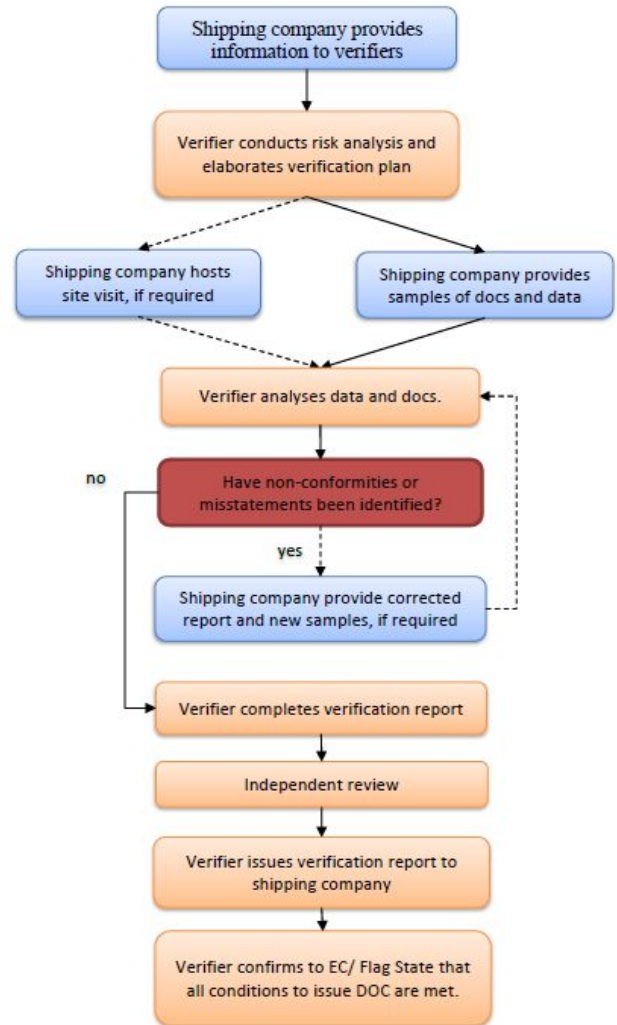 Shipping company provides
information to verifiers
Verifier conducts risk analysis and
elaborates verification plan
Shipping company hosts
site visit, if required
Shipping company provides
samples of docs and data
Verifier analyses data and docs.
no
Have non-conformities or
misstatements been identified?
yes
Shipping company provide corrected
report and new samples, if required
Verifier completes verification report
Independent review
Verifier issues verification report to
shipping company
Verifier confirms to EC/ Flag State that
all conditions to issue DOC are met.